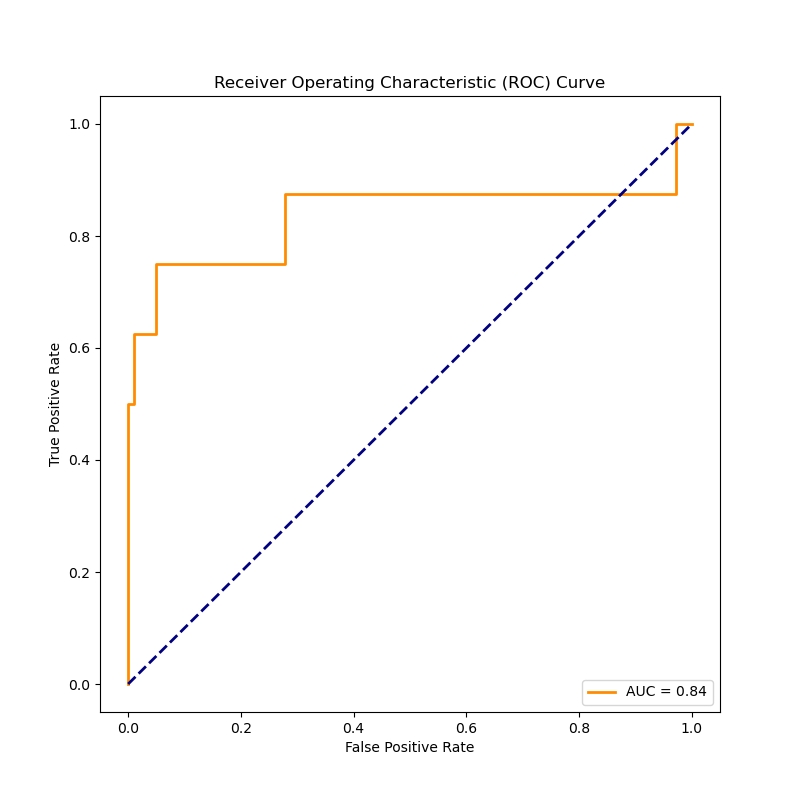 Receiver Operating Characteristic (ROC) Curve
1.0
0.8
0.6
0.4
0.2
0.0
True Positive Rate
AUC = 0.84
0.0 0.2 0.4 0.6 0.8 1.0
False Positive Rate